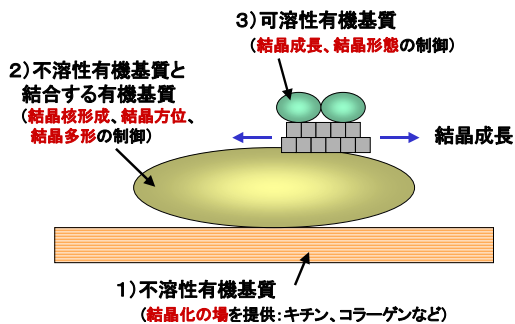 3)可溶性有機基質
(結晶成長、結晶形態の制御)
2)不溶性有機基質と
結合する有機基質
(結晶核形成、結晶方位、
結晶多形の制御)
結晶成長
1)不溶性有機基質
(結晶化の場を提供:キチン、コラーゲンなど)